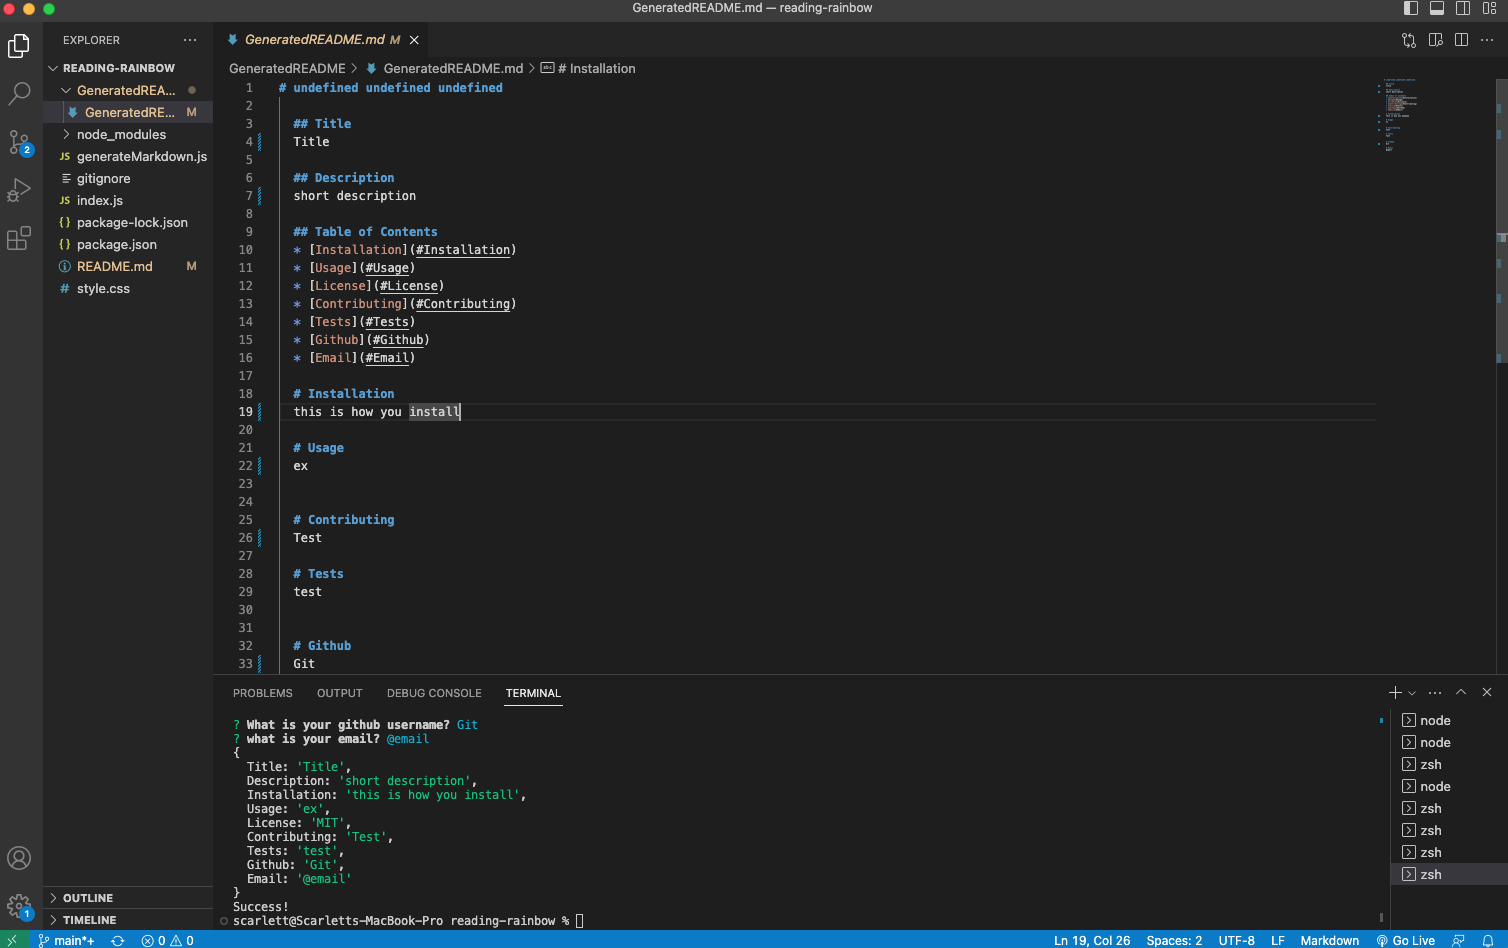 GeneratedREADME.md — reading-rainbow
EXPLORER
READING-RAINBOW
GeneratedREA...
GeneratedRE... M
node_modules
JS generateMarkdown.js
gitignore
JS index.js
{} package-lock.json
{} package.json
README.md M
# style.css
OUTLINE
TIMELINE
GeneratedREADME.md M
GeneratedREADME > GeneratedREADME.md > # Installation
1 # undefined undefined undefined
2
3 ## Title
4 Title
5
6 ## Description
7 short description
8
9 ## Table of Contents
10 * [Installation](#Installation)
11 * [Usage](#Usage)
12 * [License](#License)
13 * [Contributing](#Contributing)
14 * [Tests](#Tests)
15 * [Github](#Github)
16 * [Email](#Email)
17
18 # Installation
19 this is how you install
20
21 # Usage
22 ex
23
24
25 # Contributing
26 Test
27
28 # Tests
29 test
30
31
32 # Github
33 Git
PROBLEMS OUTPUT DEBUG CONSOLE TERMINAL
? What is your github username? Git
? what is your email? @email
{
Title: 'Title',
Description: 'short description',
Installation: 'this is how you install',
Usage: 'ex',
License: 'MIT',
Contributing: 'Test',
Tests: 'test',
Github: 'Git',
Email: '@email'
}
Success!
scarlett@Scarletts-MacBook-Pro reading-rainbow %
node
node
zsh
node
zsh
zsh
zsh
zsh
2
1
main*+ 0 0 Ln 19, Col 26 Spaces: 2 UTF-8 LF Markdown Go Live